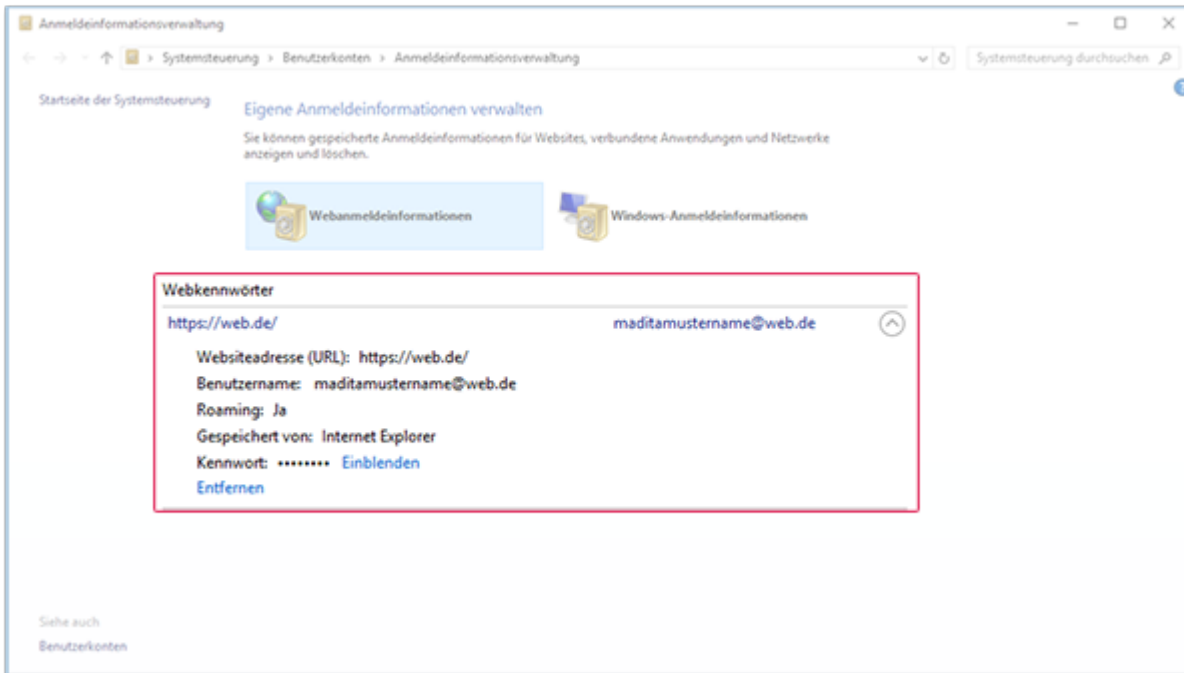 Anmeldeinformationsverwaltung
Systemsteuerung > Benutzerkonten > Anmeldeinformationsverwaltung
Systemsteuerung durchsuchen
Startseite der Systemsteuerung
Eigene Anmeldeinformationen verwalten
Sie können gespeicherte Anmeldeinformationen für Websites, verbundene Anwendungen und Netzwerke
anzeigen und löschen.
Webanmeldeinformationen
Windows-Anmeldeinformationen
Webkennwörter
https://web.de/ maditamustername@web.de
Websiteadresse (URL): https://web.de/
Benutzername: maditamustername@web.de
Roaming: Ja
Gespeichert von: Internet Explorer
Kennwort: •••••••• Einblenden
Entfernen
Siehe auch
Benutzerkonten